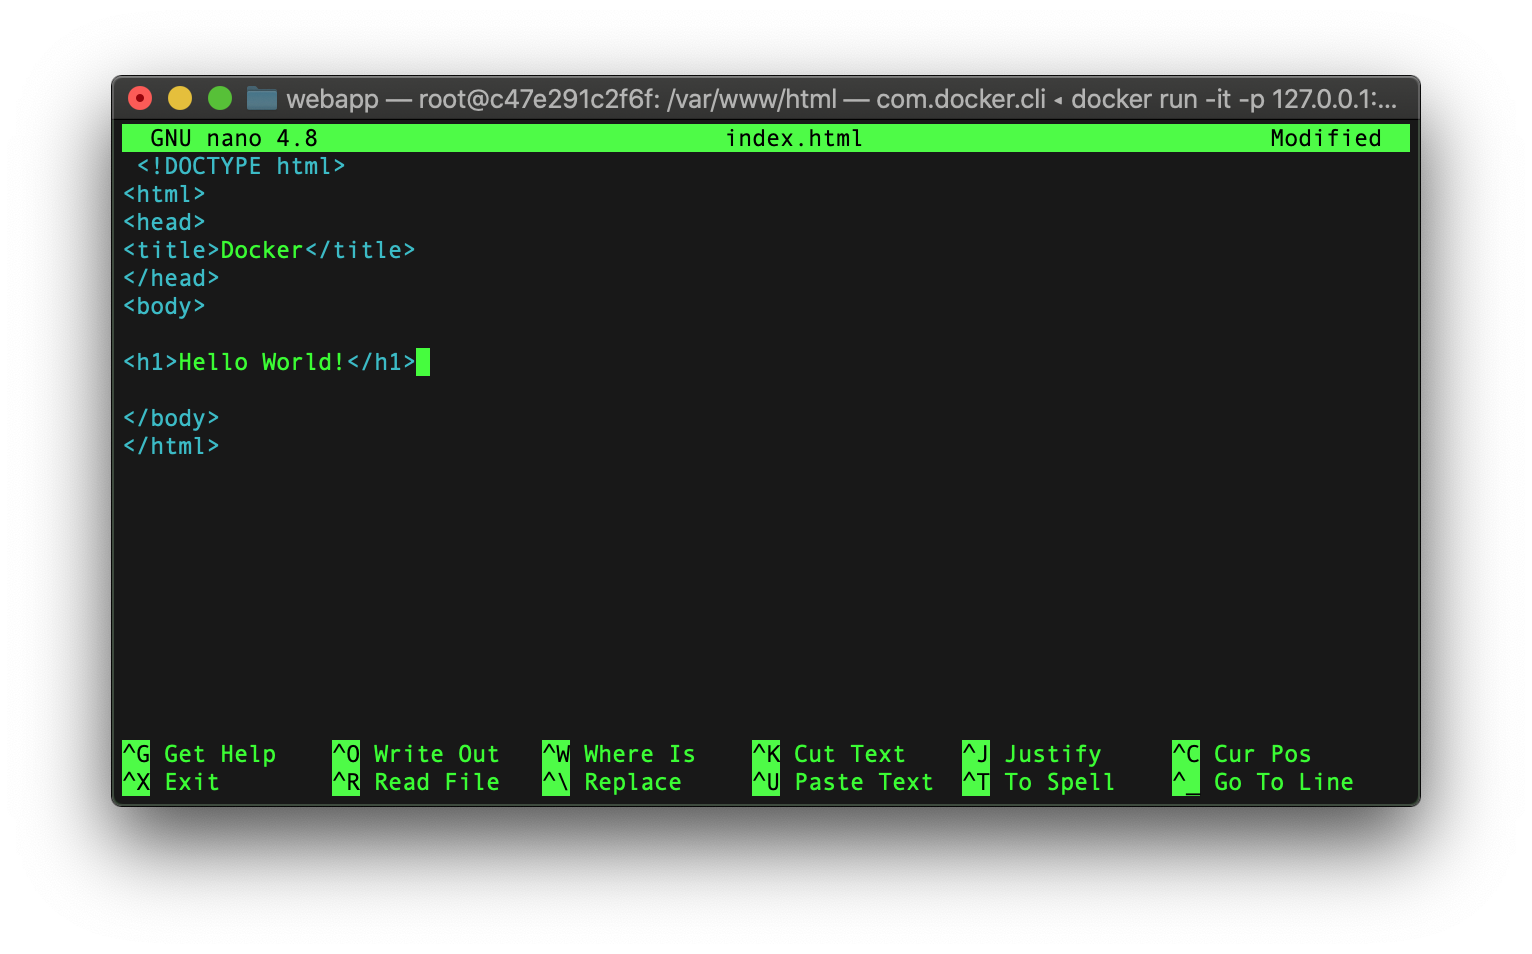 webapp — root@c47e291c2f6f: /var/www/html — com.docker.cli ◂ docker run -it -p 127.0.0.1:...
GNU nano 4.8 index.html Modified
<!DOCTYPE html>
<html>
<head>
<title>Docker</title>
</head>
<body>
<h1>Hello World!</h1>
</body>
</html>
^G Get Help ^O Write Out ^W Where Is ^K Cut Text ^J Justify ^C Cur Pos
^X Exit ^R Read File ^\ Replace ^U Paste Text ^T To Spell ^_ Go To Line